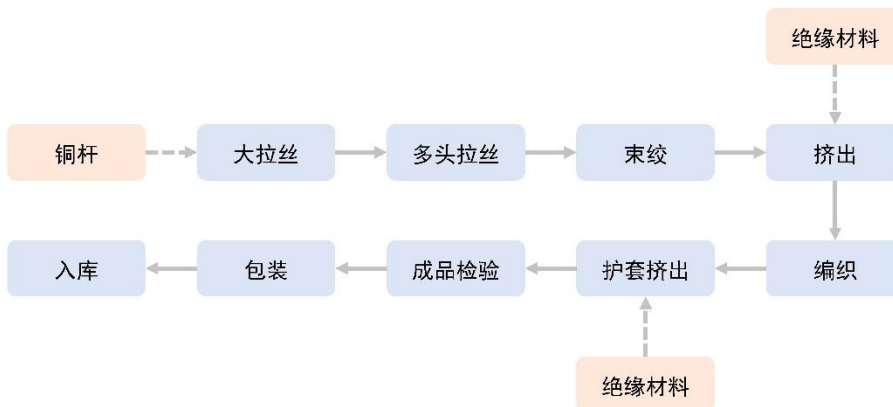 绝缘材料
铜杆
大拉丝
多头拉丝
束绞
挤出
入库
包装
成品检验
护套挤出
编织
绝缘材料